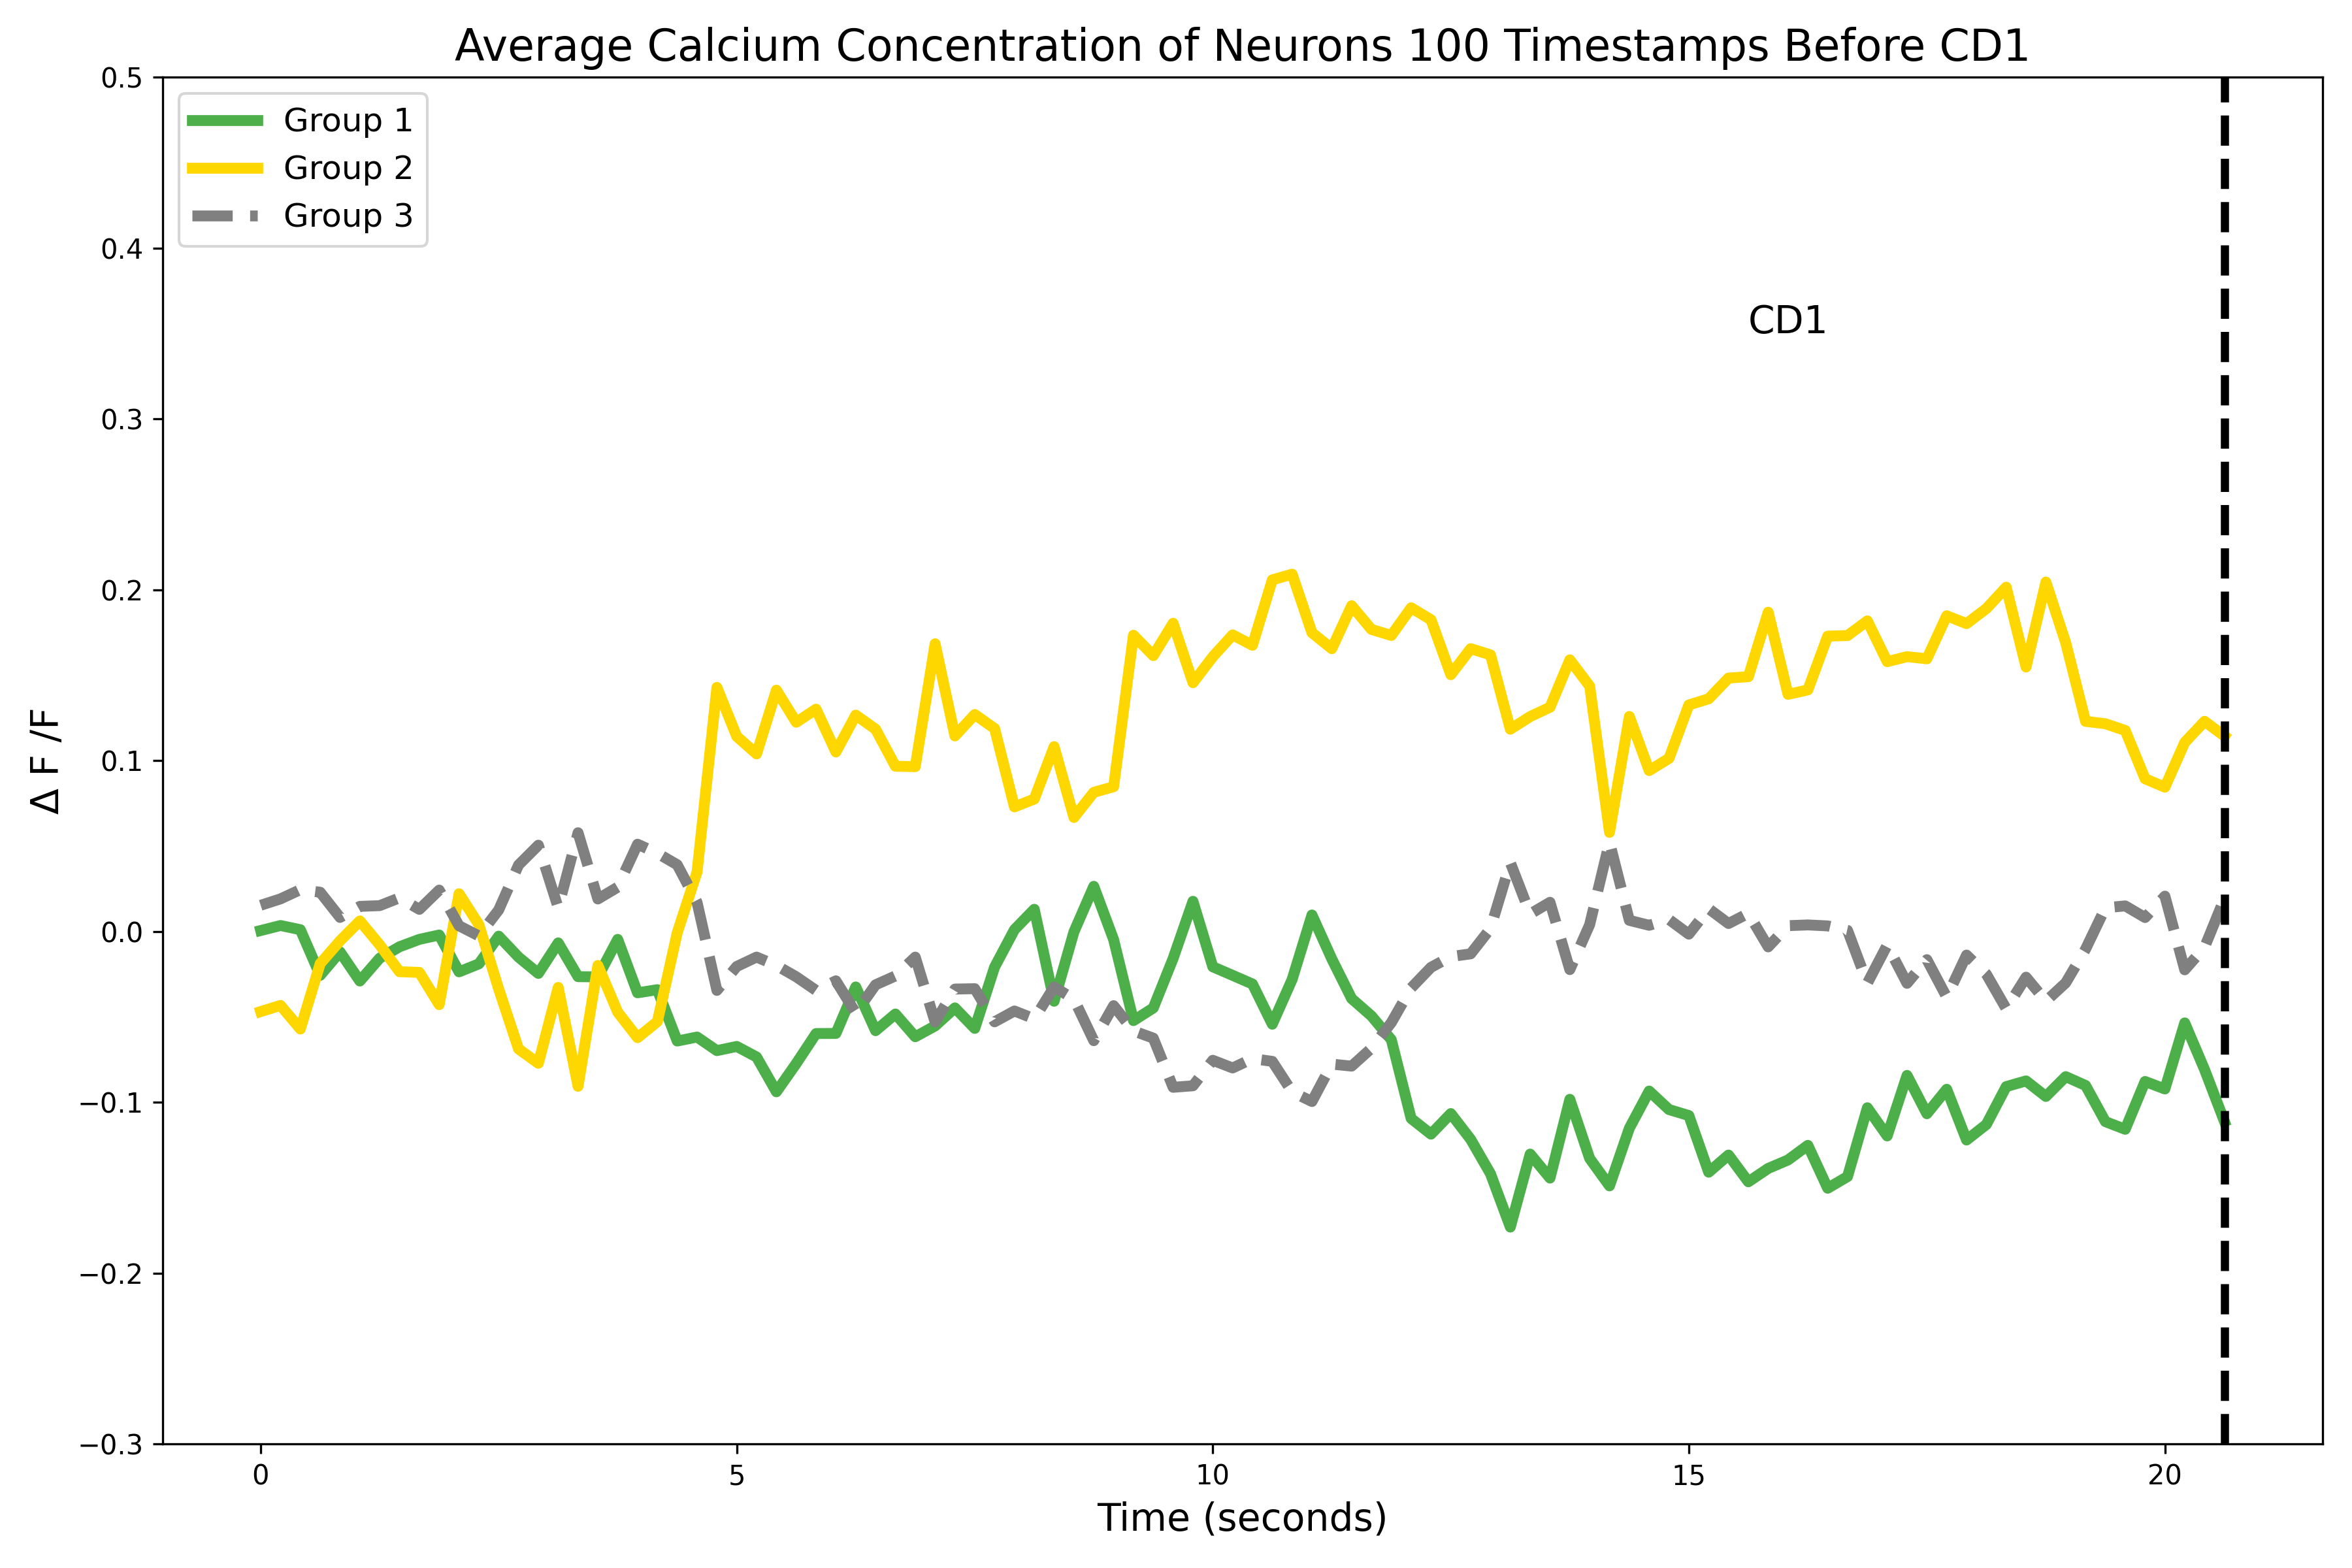 Average Calcium Concentration of Neurons 100 Timestamps Before CD1
0.5
Group 1
Group 2
Group 3
0.4
CD1
0.3
0.2
Δ F /F
0.1
0.0
−0.1
−0.2
−0.3
0 5 10 15 20
Time (seconds)